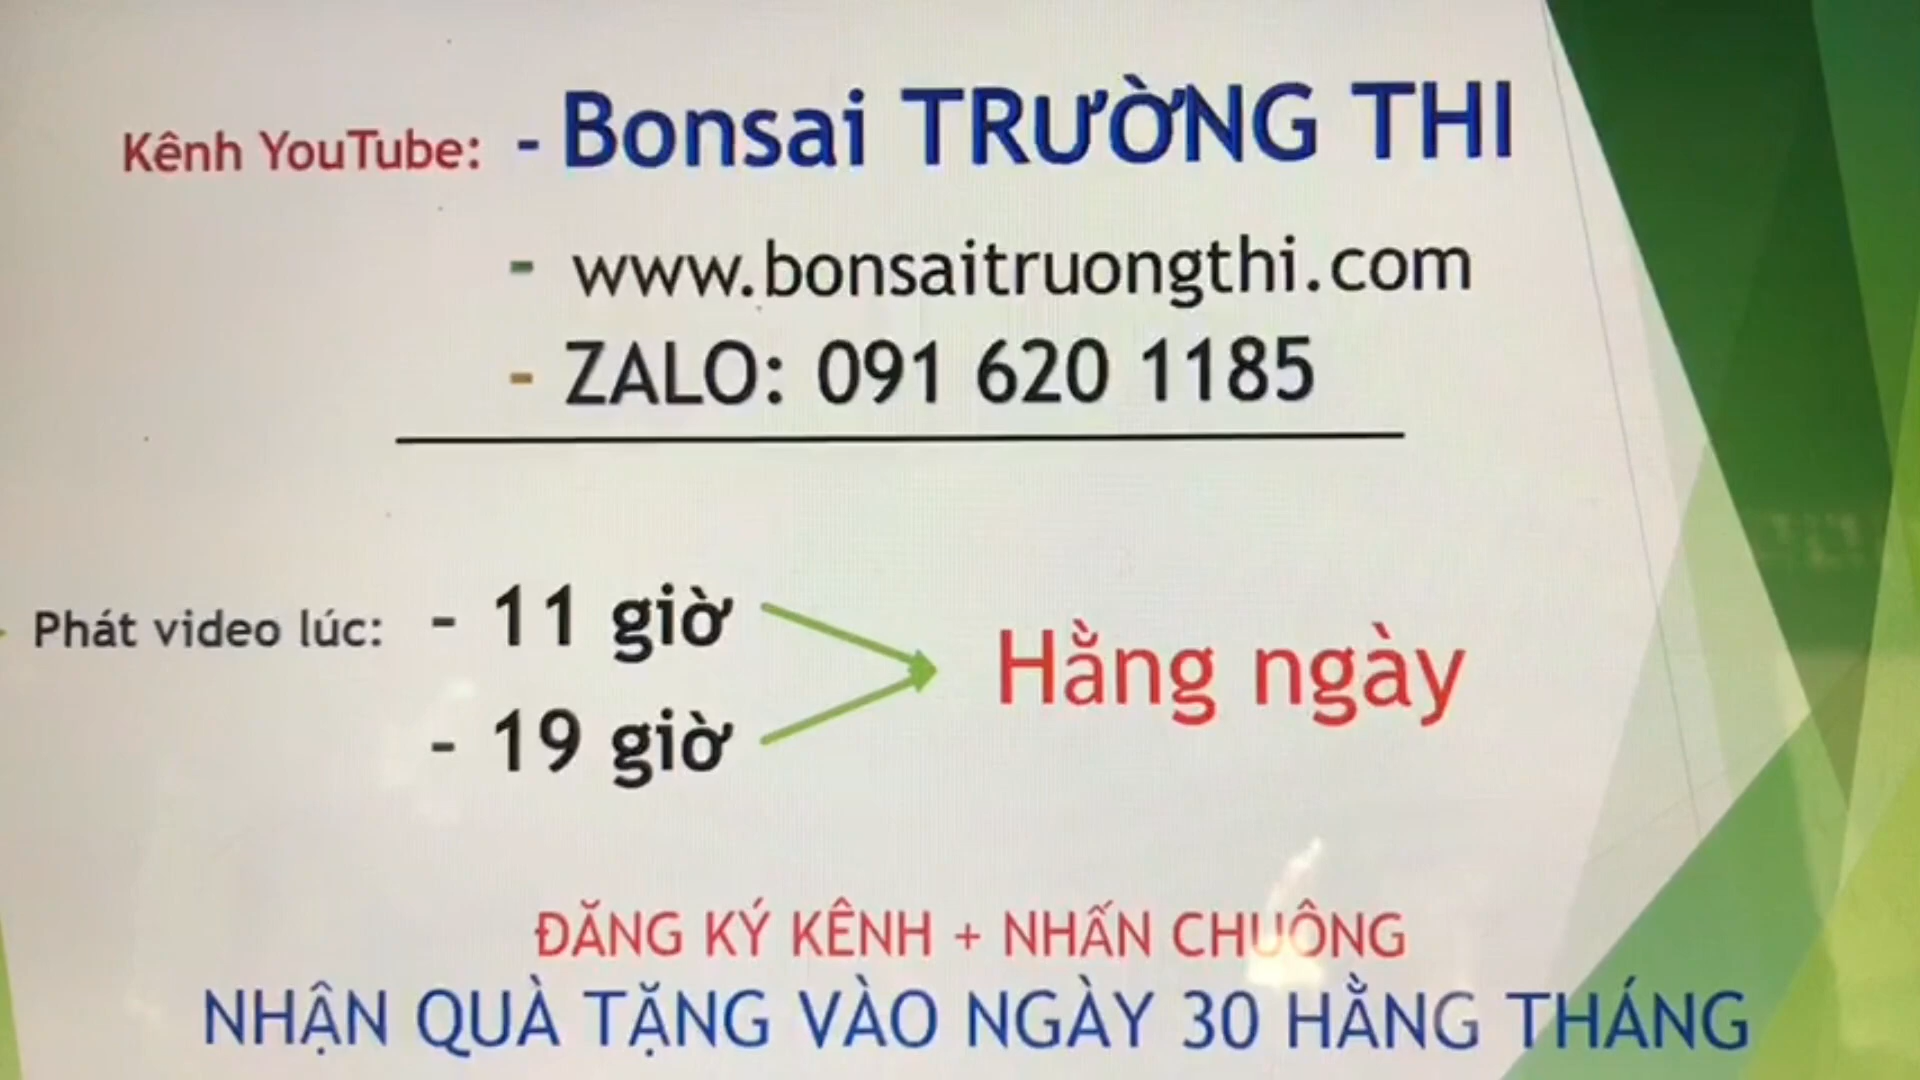 Kênh YouTube: - Bonsai TRƯỜNG THI
- www.bonsaitruongthi.com
- ZALO: 091 620 1185
Phát video lúc: - 11 giờ
- 19 giờ
Hằng ngày
ĐĂNG KÝ KÊNH + NHẤN CHUÔNG
NHẬN QUÀ TẶNG VÀO NGÀY 30 HẰNG THÁNG